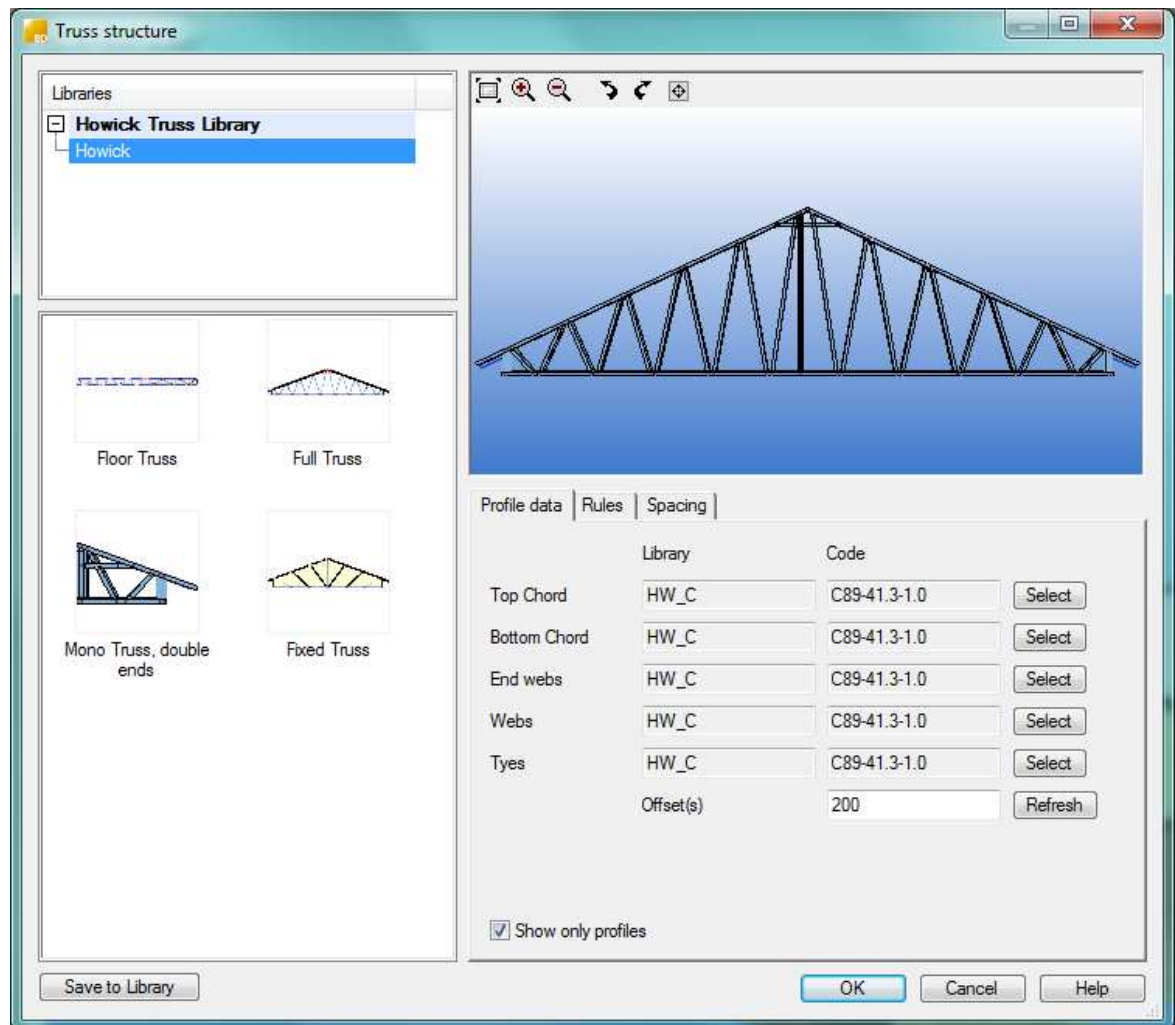 Truss structure
Libraries
Howick Truss Library
Howick
Floor Truss
Full Truss
Mono Truss, double
ends
Fixed Truss
Profile data Rules Spacing
Library Code
Top Chord HW_C C89-41.3-1.0 Select
Bottom Chord HW_C C89-41.3-1.0 Select
End webs HW_C C89-41.3-1.0 Select
Webs HW_C C89-41.3-1.0 Select
Tyes HW_C C89-41.3-1.0 Select
Offset(s) 200 Refresh
Show only profiles
Save to Library OK Cancel Help